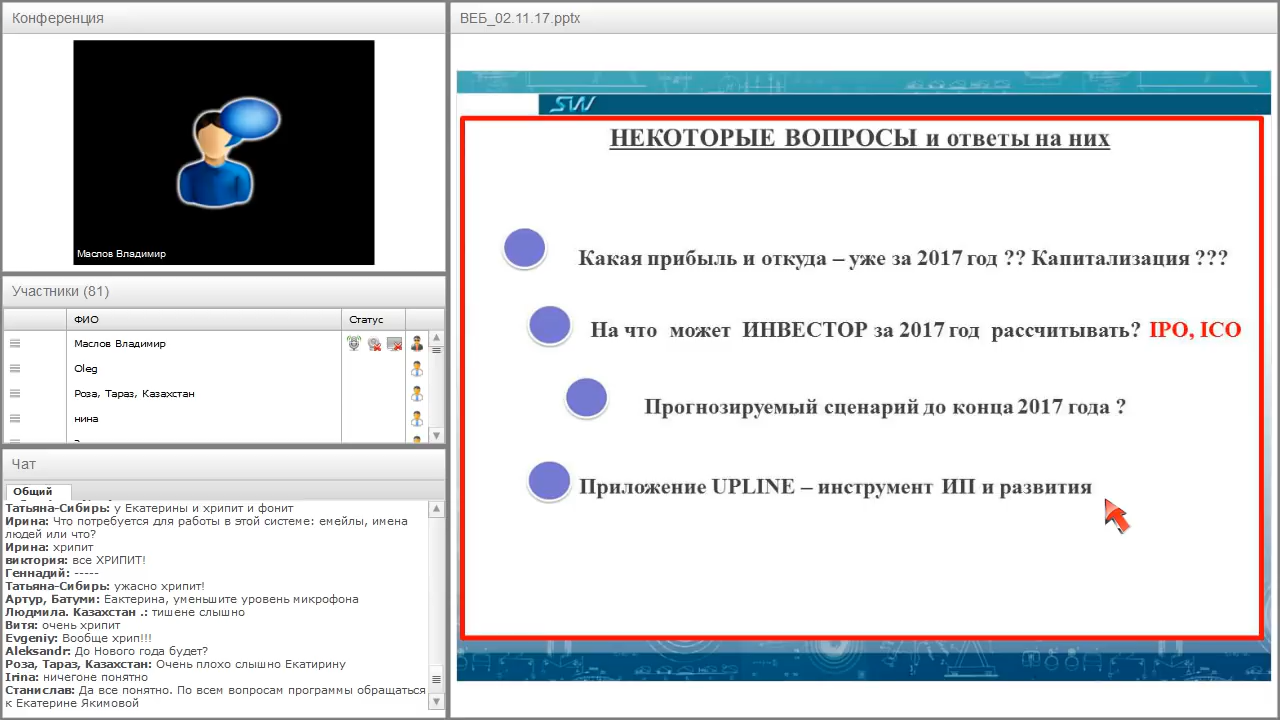 Конференция
Маслов Владимир
Участники (81)
ФИО
Статус
Маслов Владимир
Oleg
Роза, Тараз, Казахстан
нина
Чат
Общий
Татьяна-Сибирь: у Екатерины и хрипит и фонит
Ирина: Что потребуется для работы в этой системе: емейлы, имена
людей или что?
Ирина: хрипит
виктория: все ХРИПИТ!
Геннадий: -----
Татьяна-Сибирь: ужасно хрипит!
Артур, Батуми: Еактерина, уменьшите уровень микрофона
Людмила. Казахстан .: тишене слышно
Витя: очень хрипит
Evgeniy: Вообще хрип!!!
Aleksandr: До Нового года будет?
Роза, Тараз, Казахстан: Очень плохо слышно Екатирину
Irina: ничегоне понятно
Станислав: Да все понятно. По всем вопросам программы обращаться
к Екатерине Якимовой
ВЕБ_02.11.17.pptx
SW
НЕКОТОРЫЕ ВОПРОСЫ и ответы на них
Какая прибыль и откуда – уже за 2017 год ?? Капитализация ???
На что может ИНВЕСТОР за 2017 год рассчитывать? IPO, ICO
Прогнозируемый сценарий до конца 2017 года ?
Приложение UPLINE – инструмент ИП и развития